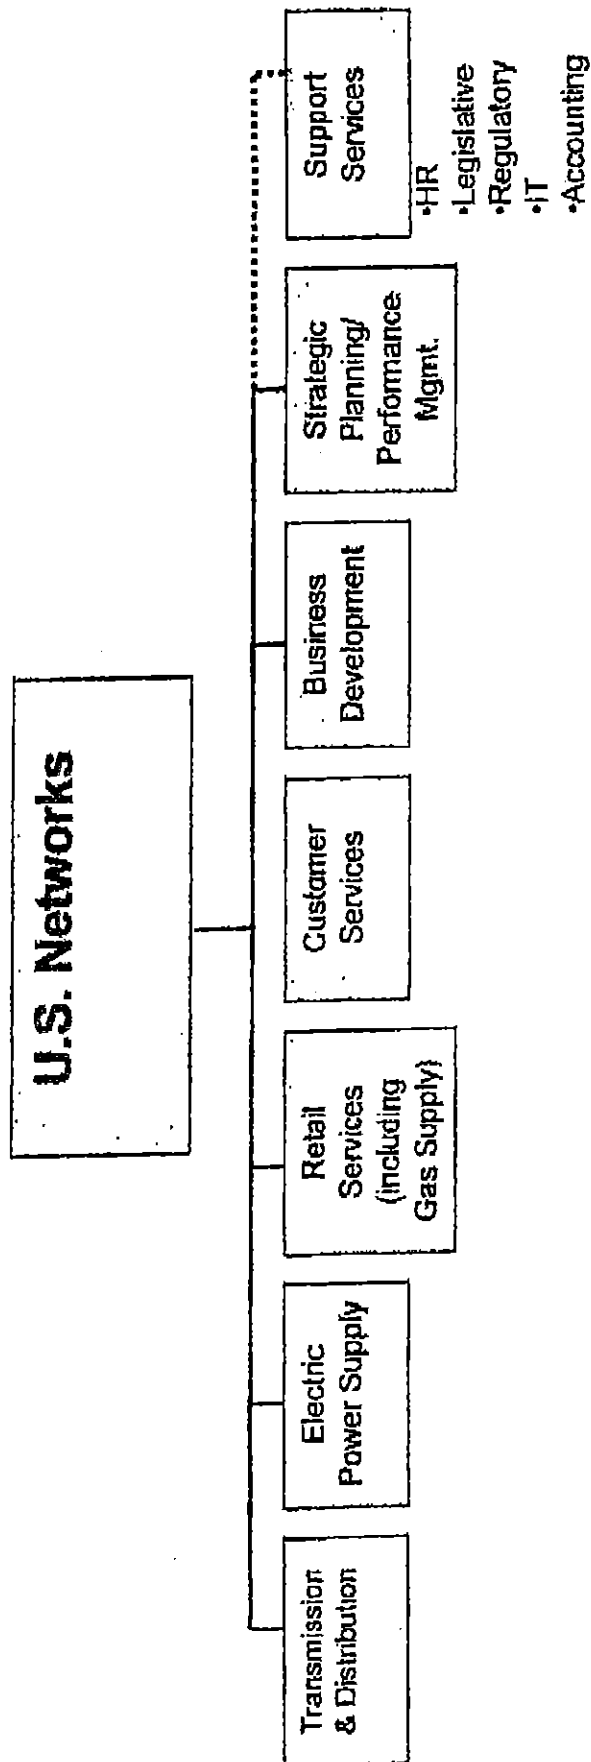 U.S. Networks
Transmission
& Distribution
Electric
Power Supply
Retail
Services
(including
Gas Supply)
Customer
Services
Business
Development
Strategic
Planning/
Performance
Mgmt.
Support
Services
•HR
•Legislative
•Regulatory
•IT
•Accounting